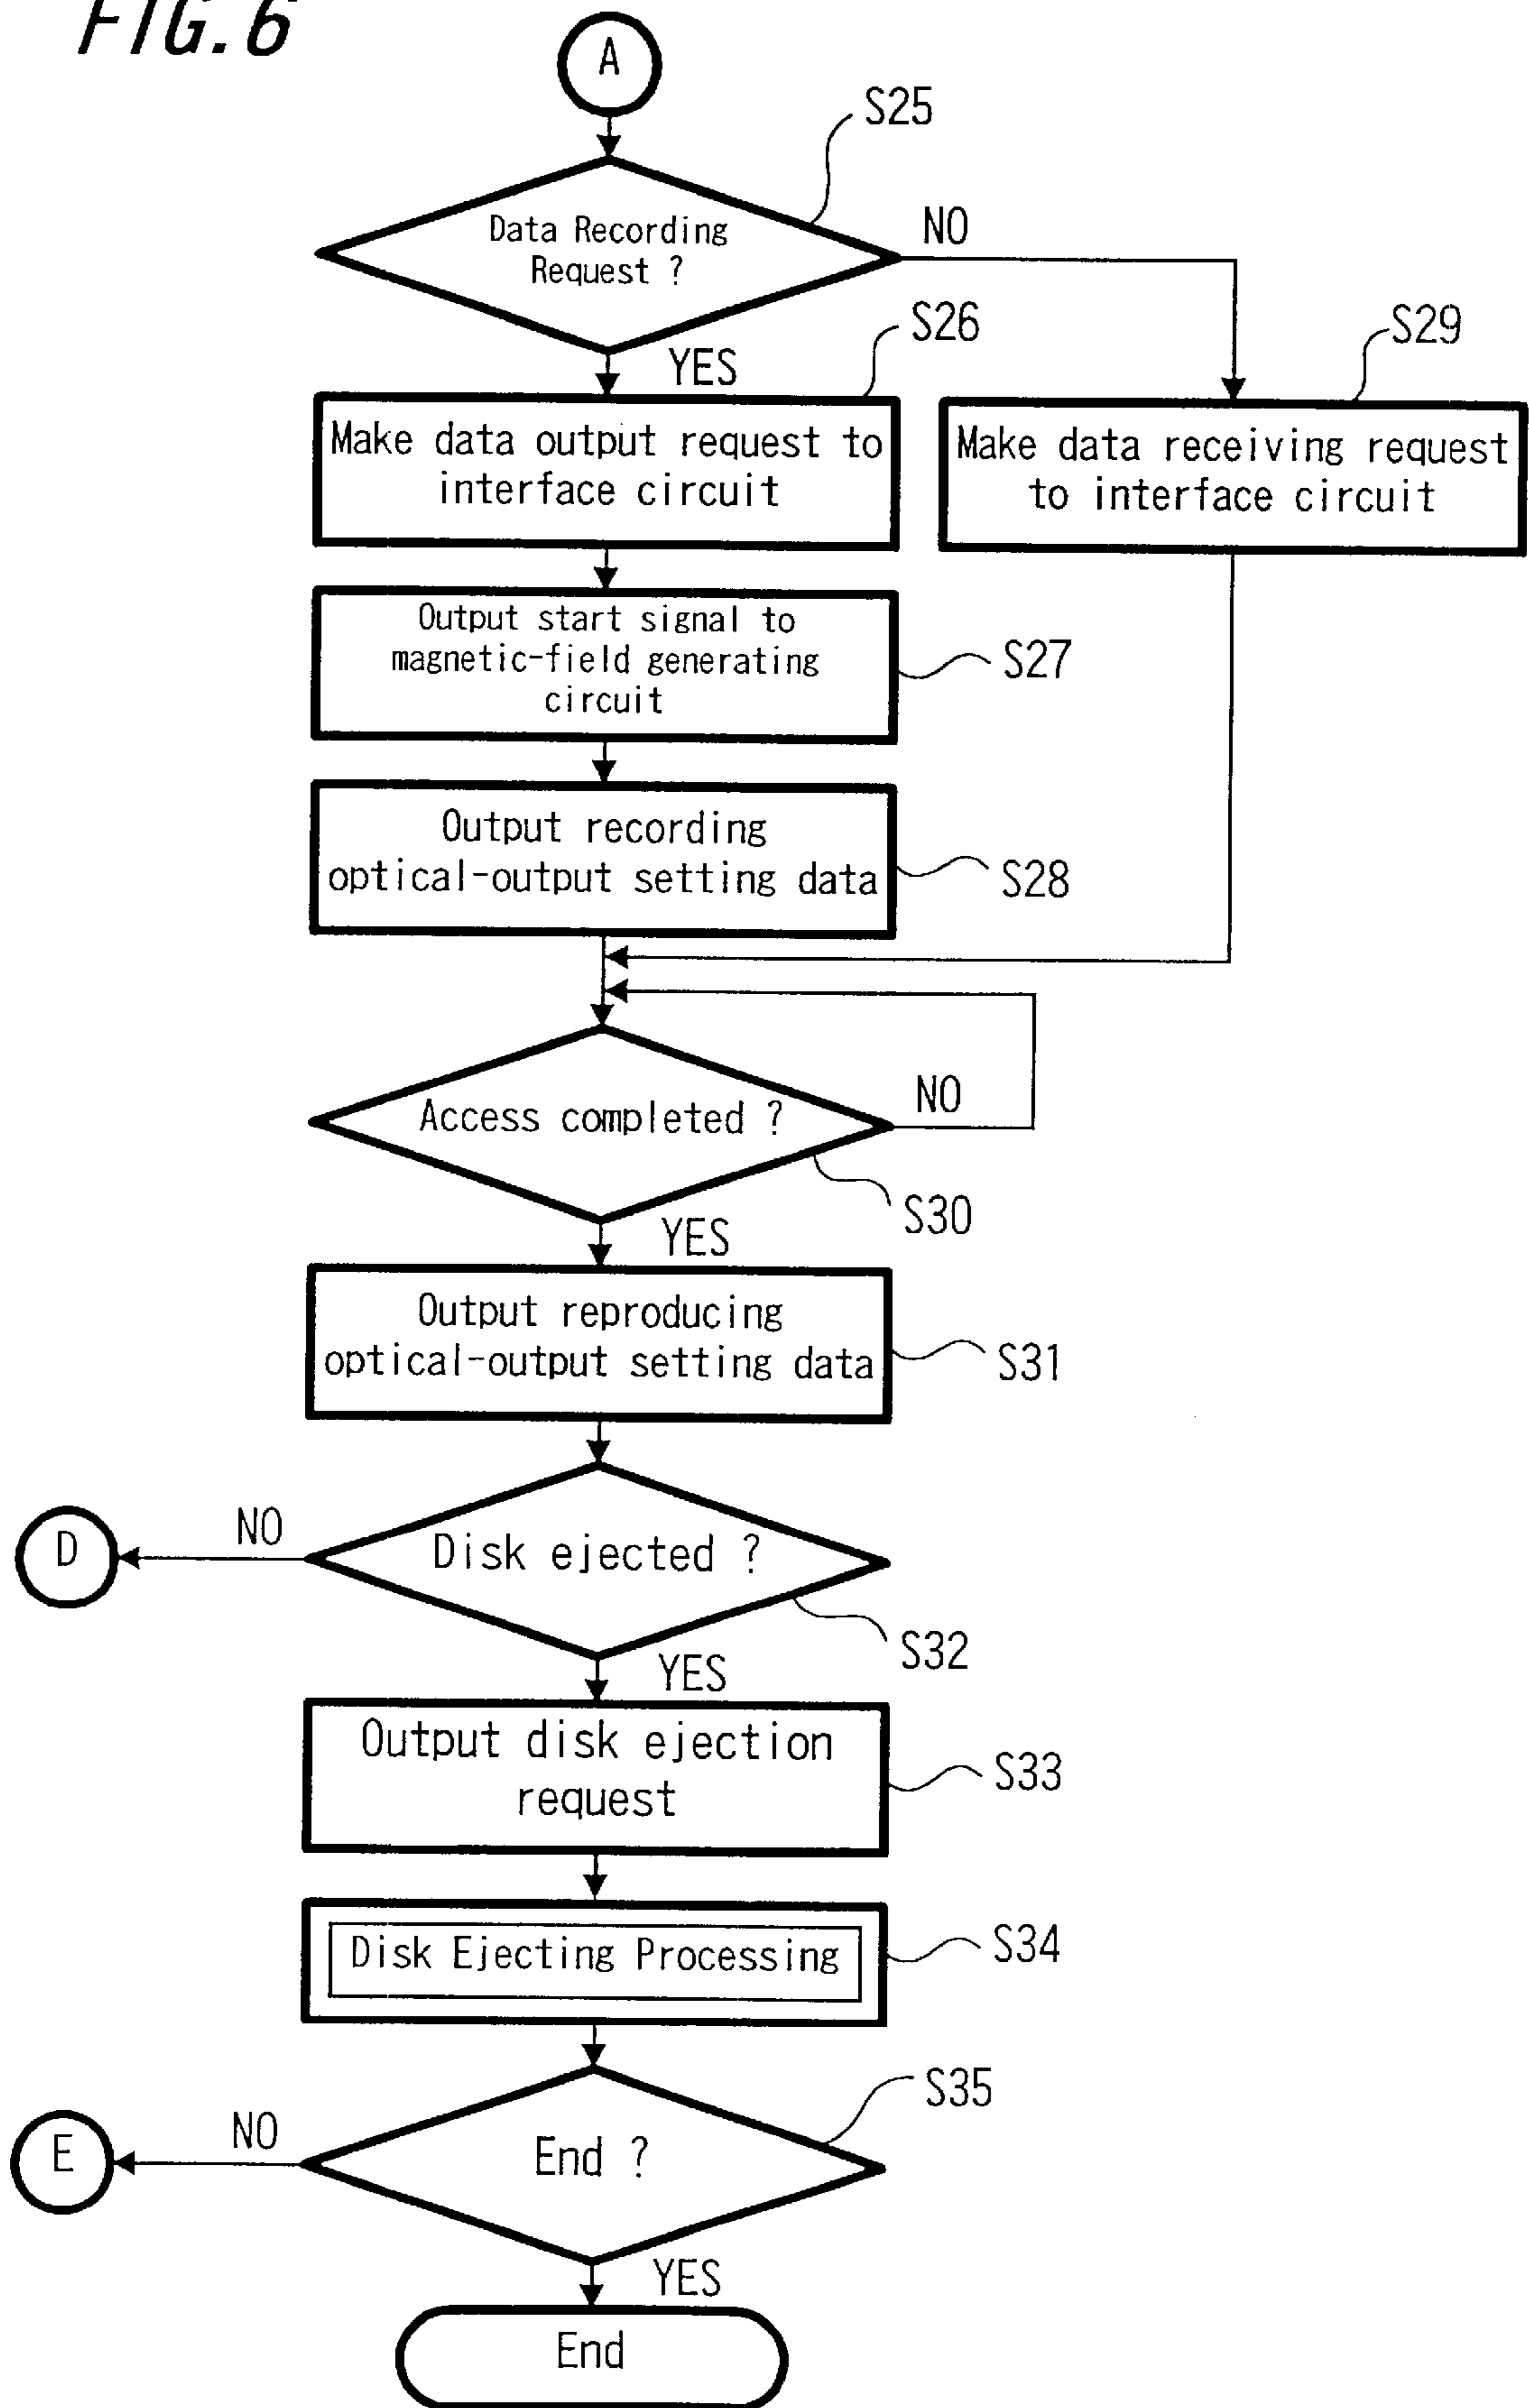 FIG. 6
A
S25
Data Recording
Request ?
NO
YES
S26
Make data output request to
interface circuit
S29
Make data receiving request
to interface circuit
Output start signal to
magnetic-field generating
circuit
S27
Output recording
optical-output setting data
S28
Access completed ?
NO
S30
YES
Output reproducing
optical-output setting data
S31
D
NO
Disk ejected ?
S32
YES
Output disk ejection
request
S33
Disk Ejecting Processing
S34
S35
E
NO
End ?
YES
End